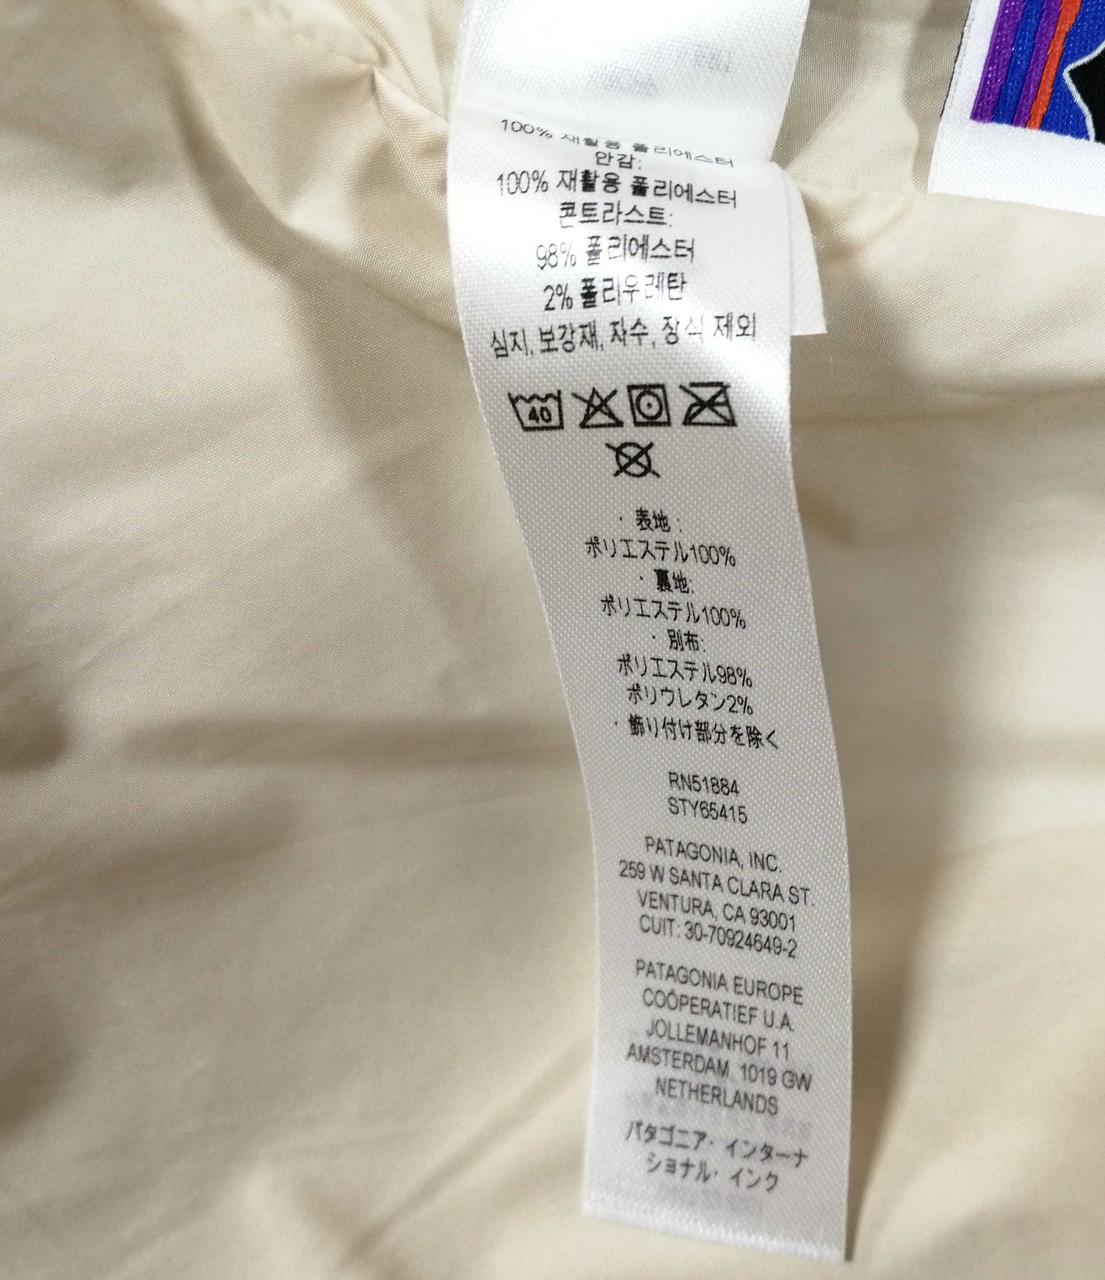 100% 재활용 폴리에스터
안감:
100% 재활용 폴리에스터
콘트라스트:
98% 폴리에스터
2% 폴리우레탄
심지, 보강재, 자수, 장식 제외
40
・表地:
ポリエステル100%
・裏地:
ポリエステル100%
・別布:
ポリエステル98%
ポリウレタン2%
・飾り付け部分を除く
RN51884
STY65415
PATAGONIA, INC.
259 W SANTA CLARA ST.
VENTURA, CA 93001
CUIT: 30-70924649-2
PATAGONIA EUROPE
COÖPERATIEF U.A.
JOLLEMANHOF 11
AMSTERDAM, 1019 GW
NETHERLANDS
パタゴニア・インターナ
ショナル・インク